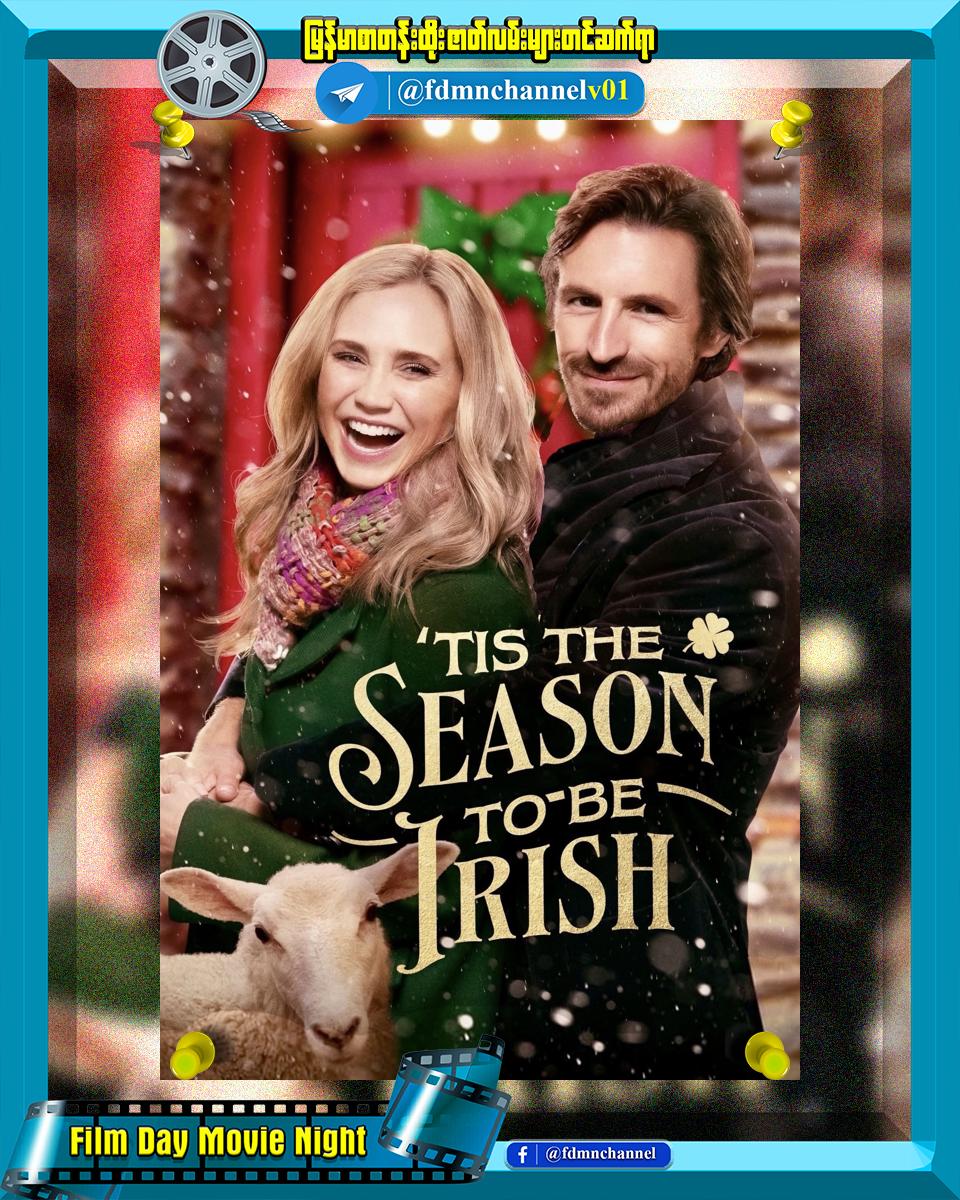 မြန်မာစာတန်းထိုးဇာတ်လမ်းများတင်ဆက်ရာ
@fdmnchannelv01
'TIS THE
SEASON
TO BE
IRISH
Film Day Movie Night
@fdmnchannel